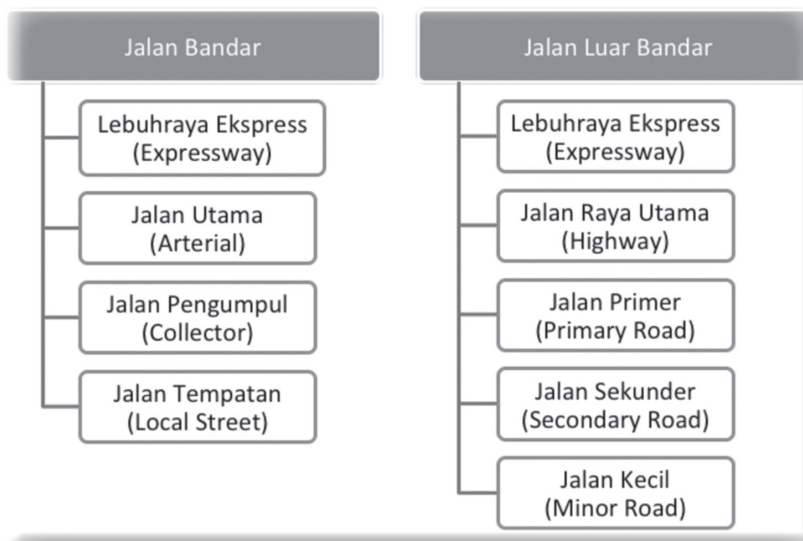 Jalan Bandar
Lebuhraya Ekspress
(Expressway)
Jalan Utama
(Arterial)
Jalan Pengumpul
(Collector)
Jalan Tempatan
(Local Street)
Jalan Luar Bandar
Lebuhraya Ekspress
(Expressway)
Jalan Raya Utama
(Highway)
Jalan Primer
(Primary Road)
Jalan Sekunder
(Secondary Road)
Jalan Kecil
(Minor Road)